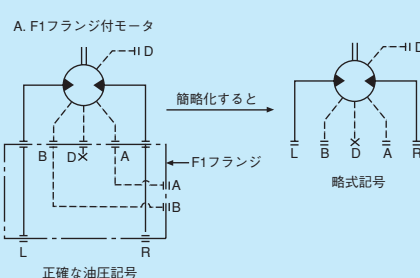 A. F1フランジ付モータ
D
B D A
A
B
F1フランジ
L R
正確な油圧記号
簡略化すると
D
L B D A R
略式記号